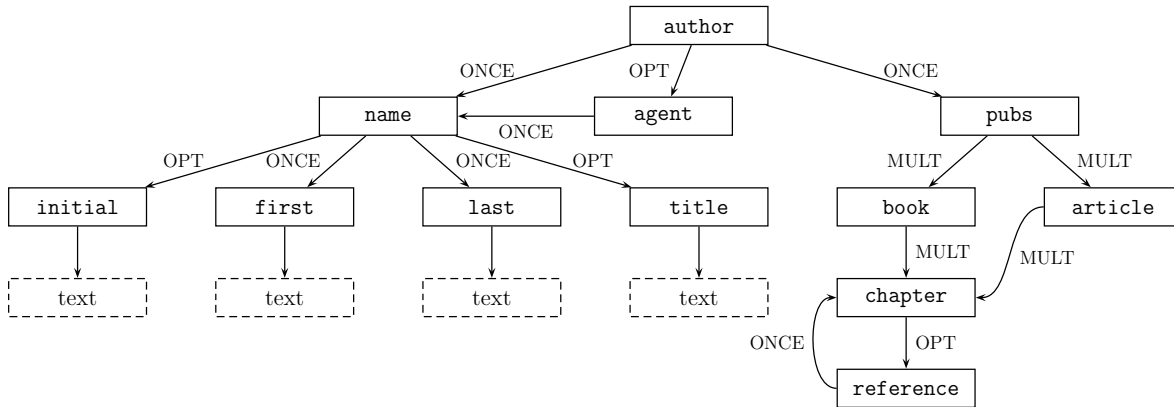 author
ONCE OPT ONCE
name agent pubs
ONCE
OPT ONCE ONCE OPT MULT MULT
initial first last title book article
MULT MULT
text text text text chapter
ONCE OPT
reference